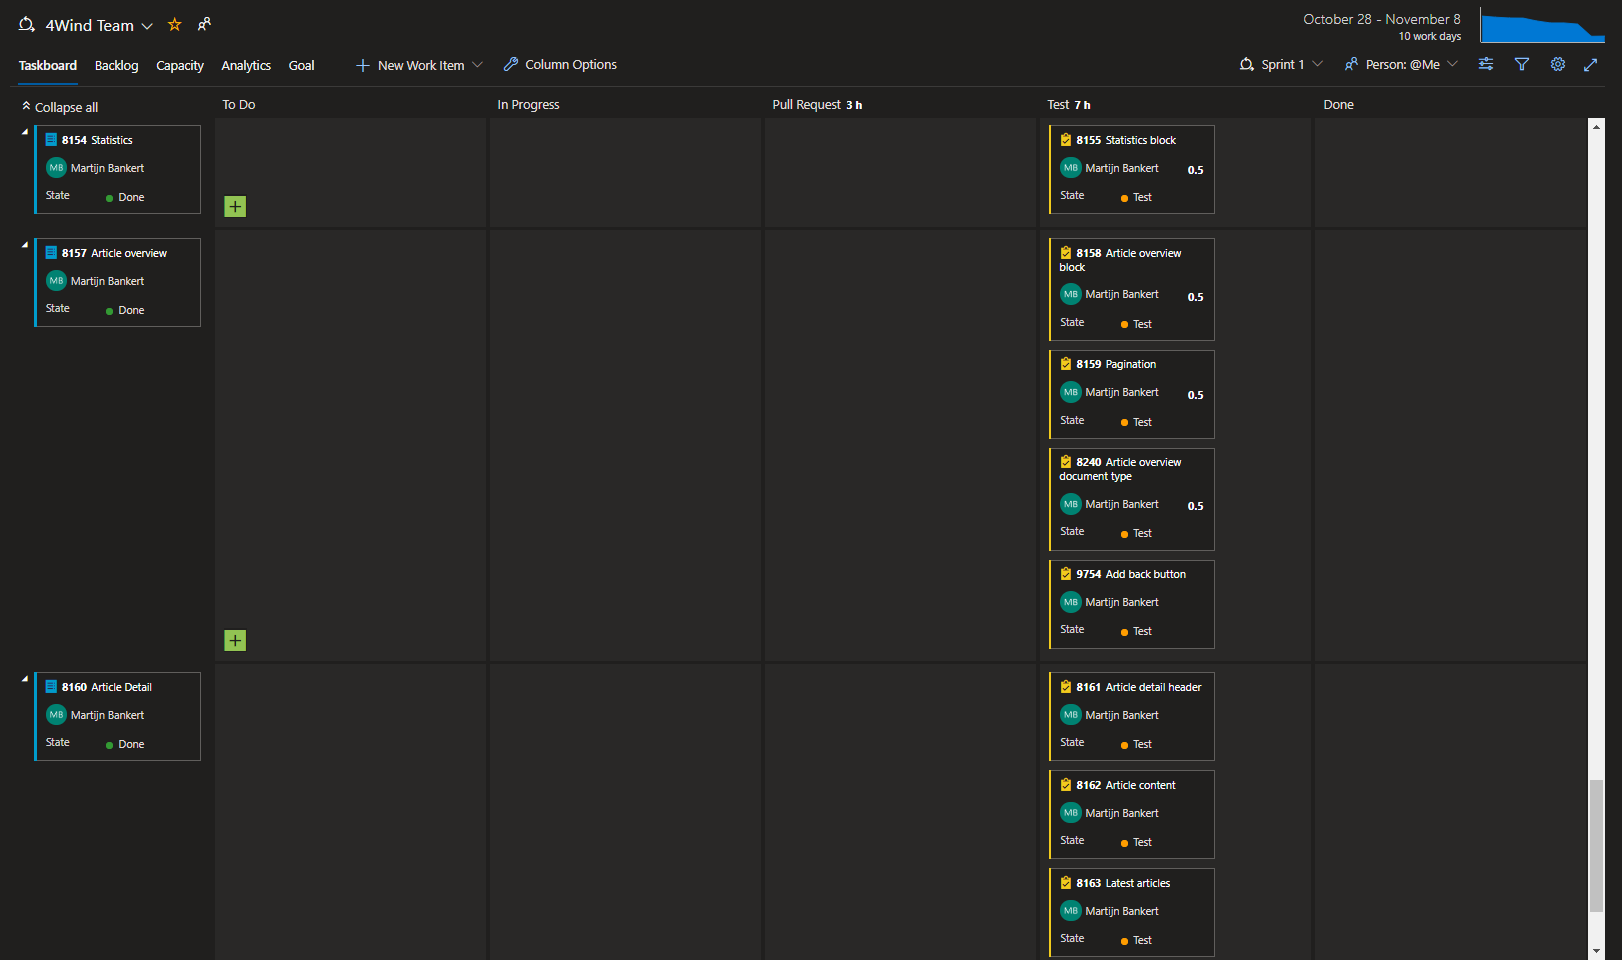 4Wind Team
October 28 - November 8
10 work days
Taskboard Backlog Capacity Analytics Goal New Work Item Column Options
Sprint 1 Person: @Me
Collapse all To Do In Progress Pull Request 3 h Test 7 h Done
8154 Statistics
MB Martijn Bankert
State Done
8155 Statistics block
MB Martijn Bankert 0.5
State Test
8157 Article overview
MB Martijn Bankert
State Done
8158 Article overview
block
MB Martijn Bankert 0.5
State Test
8159 Pagination
MB Martijn Bankert 0.5
State Test
8240 Article overview
document type
MB Martijn Bankert 0.5
State Test
9754 Add back button
MB Martijn Bankert
State Test
8160 Article Detail
MB Martijn Bankert
State Done
8161 Article detail header
MB Martijn Bankert
State Test
8162 Article content
MB Martijn Bankert
State Test
8163 Latest articles
MB Martijn Bankert
State Test